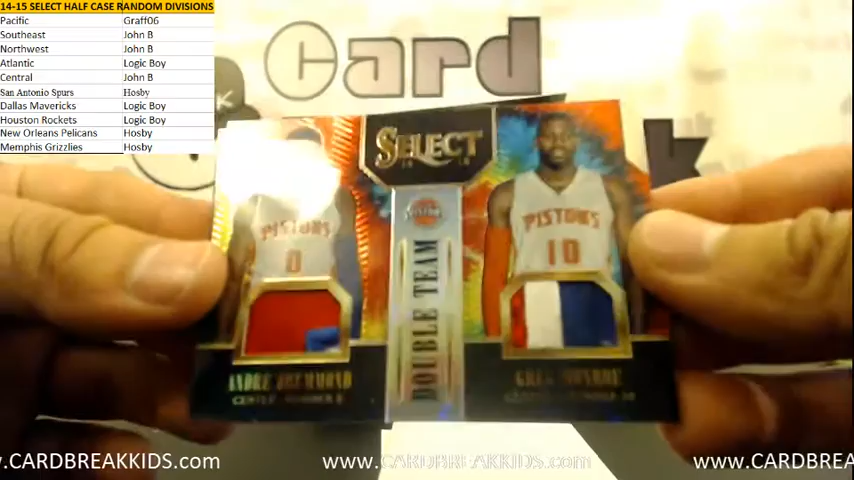 14-15 SELECT HALF CASE RANDOM DIVISIONS
Pacific Graff06
Southeast John B
Northwest John B
Atlantic Logic Boy
Central John B
San Antonio Spurs Hosby
Dallas Mavericks Logic Boy
Houston Rockets Logic Boy
New Orleans Pelicans Hosby
Memphis Grizzlies Hosby
Card
SELECT
PISTONS
0
PISTONS
PISTONS
10
DOUBLE TEAM
ANDRE DRUMMOND
GREG MONROE
www.CARDBREAKKIDS.com
.CARDBREAKKIDS.com
www.CARDBREA